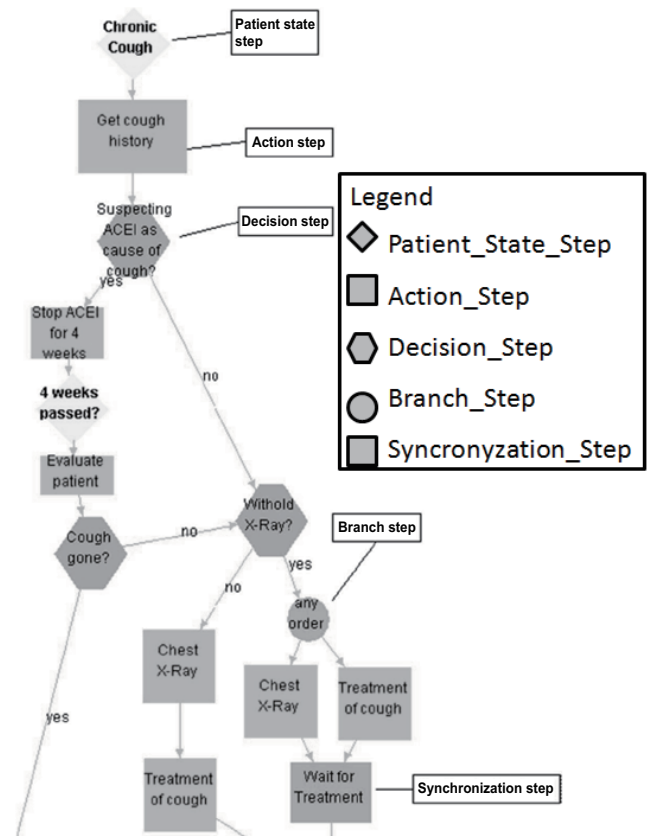 Chronic
Cough
Patient state
step
Get cough
history
Action step
Suspecting
ACEI as
cause of
cough?
Decision step
yes
Stop ACEI
for 4
weeks
no
4 weeks
passed?
Evaluate
patient
Legend
Patient_State_Step
Action_Step
Decision_Step
Branch_Step
Syncronyzation_Step
Cough
gone?
no
Withold
X-Ray?
Branch step
yes
no
any
order
Chest
X-Ray
Chest
X-Ray
Treatment
of cough
yes
Treatment
of cough
Wait for
Treatment
Synchronization step